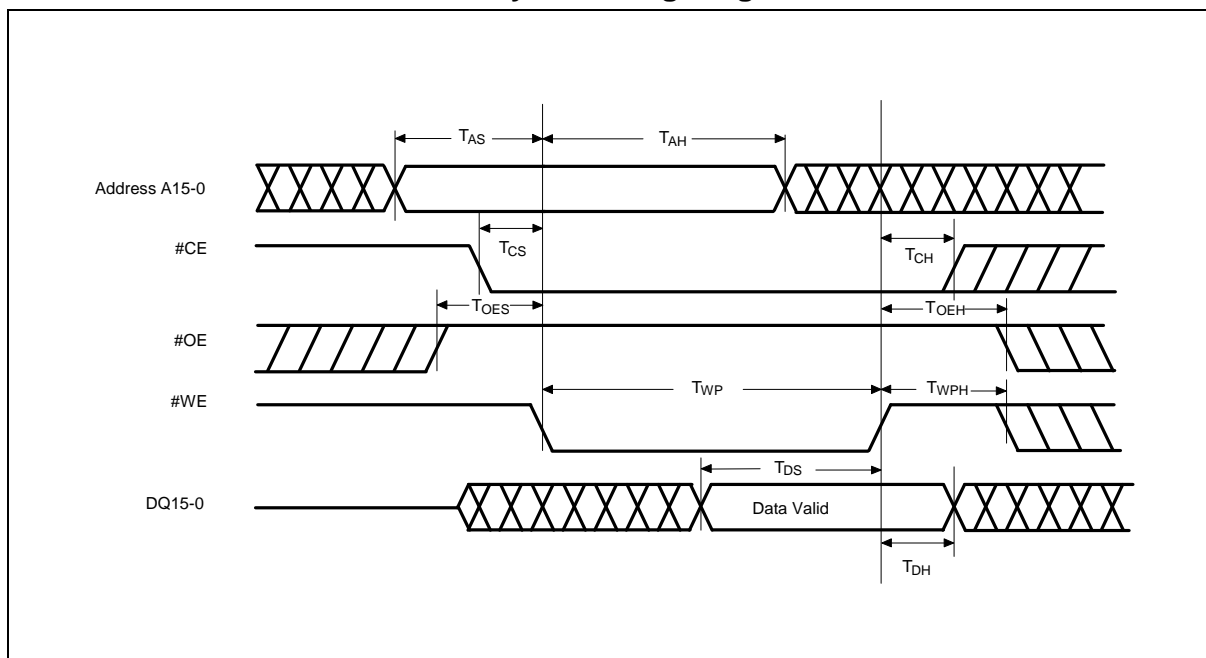 TAS
TAH
Address A15-0
#CE
TCS
TCH
TOES
TOEH
#OE
TWP
TWPH
#WE
TDS
DQ15-0
Data Valid
TDH